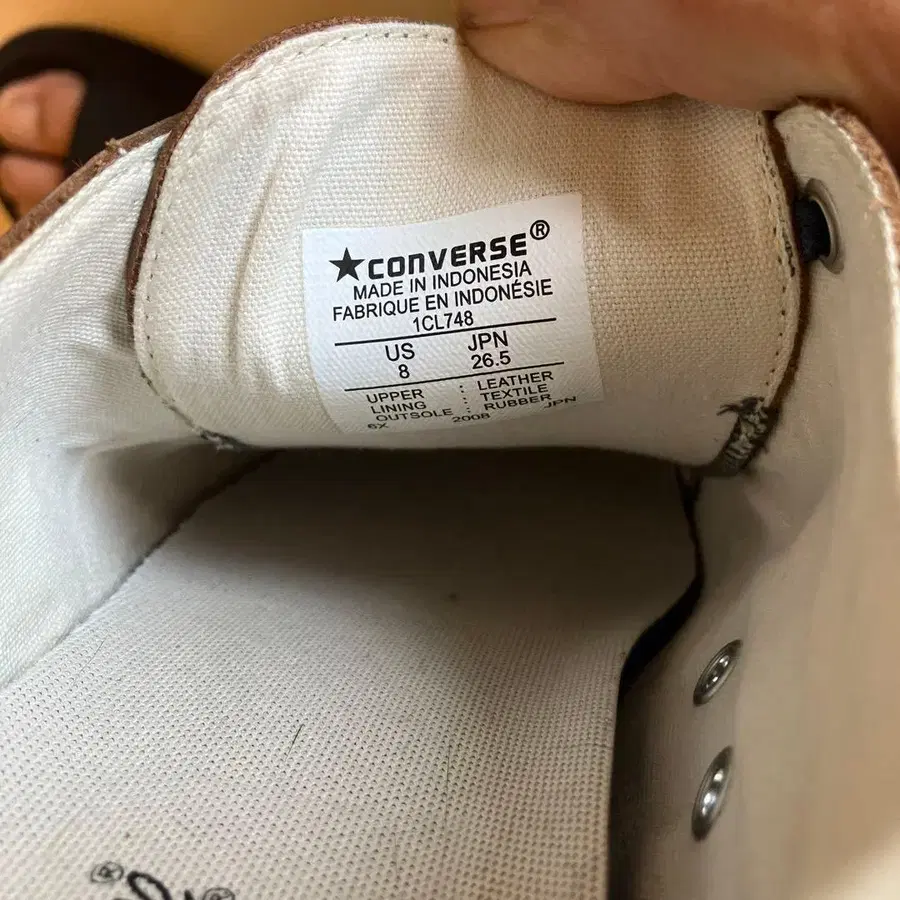 ★CONVERSE®
MADE IN INDONESIA
FABRIQUE EN INDONÉSIE
1CL748
US JPN
8 26.5
UPPER : LEATHER
LINING : TEXTILE
OUTSOLE : RUBBER
6X 2008 JPN
® ®